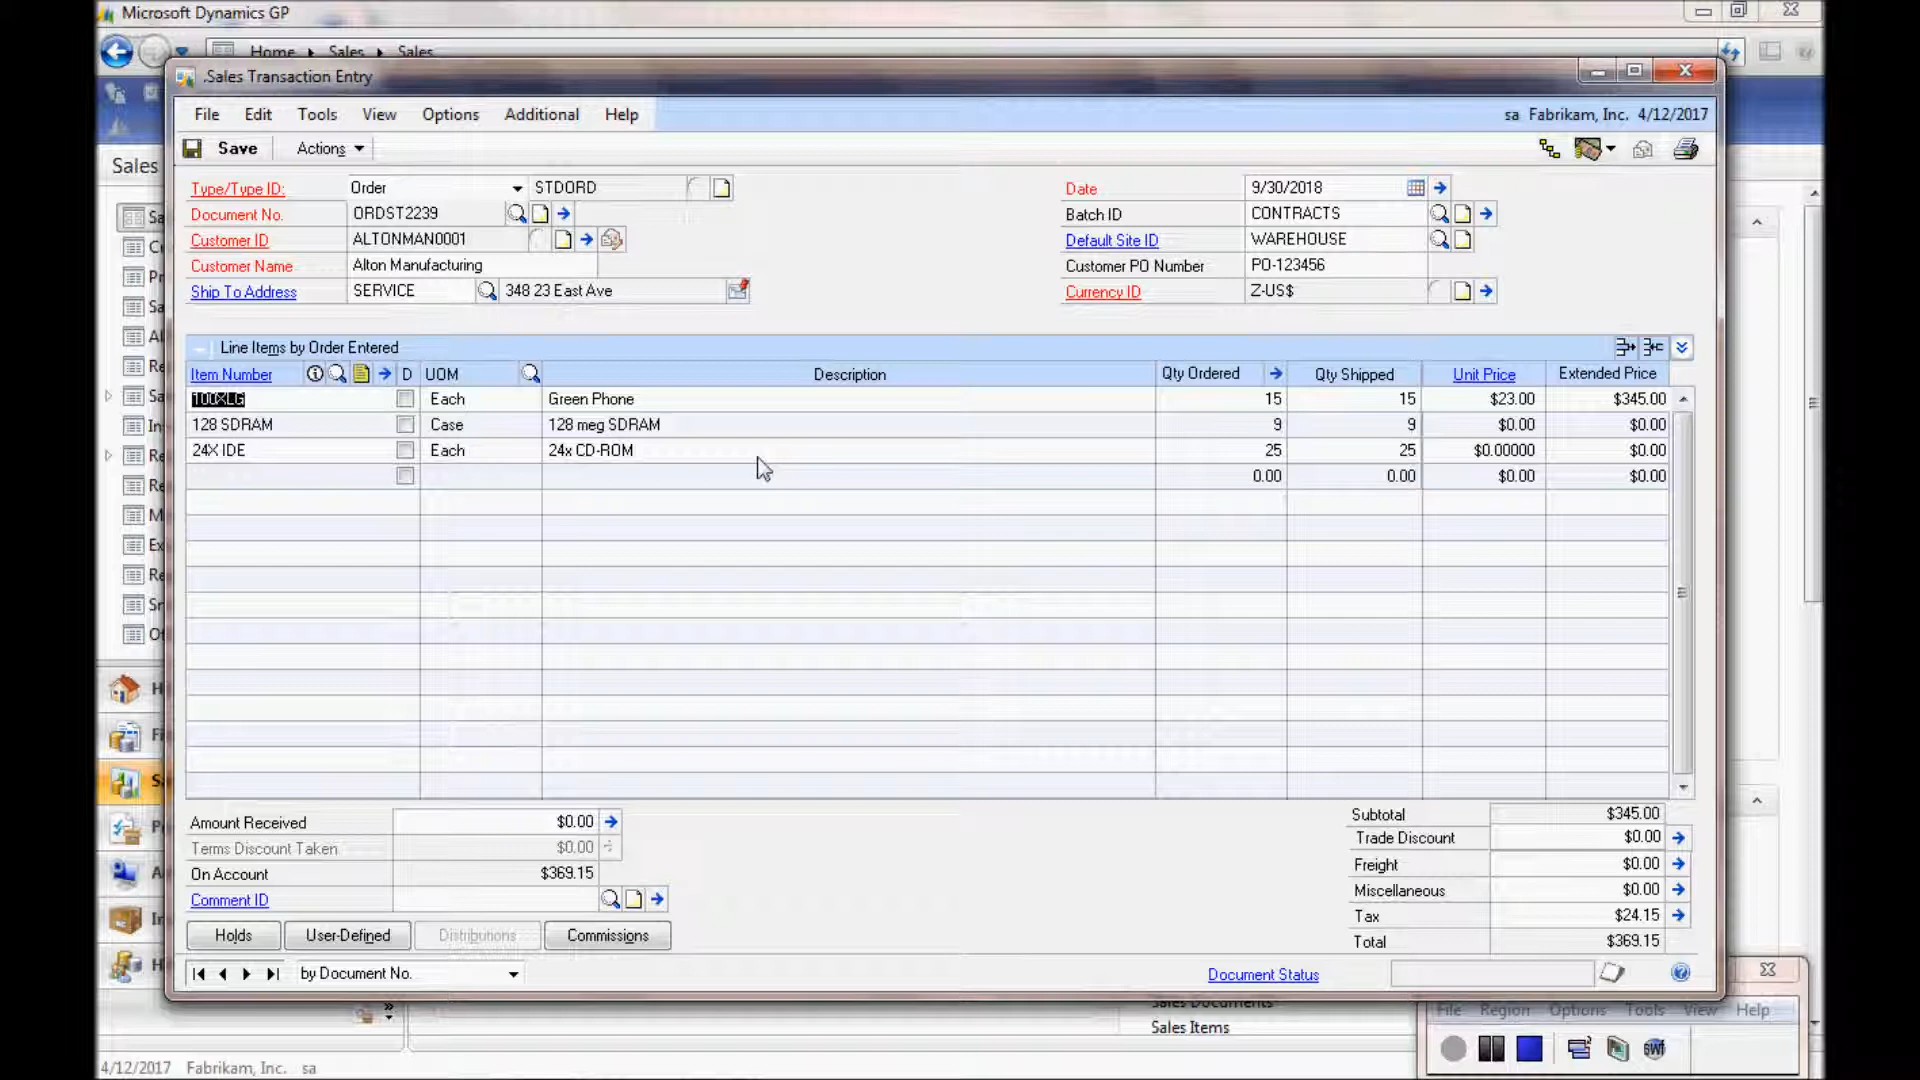 Microsoft Dynamics GP
Home Sales Sales
.Sales Transaction Entry
File Edit Tools View Options Additional Help
sa Fabrikam, Inc. 4/12/2017
Save Actions
Sales
Type/Type ID: Order STDORD
Date 9/30/2018
Document No. ORDST2239
Batch ID CONTRACTS
Customer ID ALTONMAN0001
Default Site ID WAREHOUSE
Customer Name Alton Manufacturing
Customer PO Number PO-123456
Ship To Address SERVICE 348 23 East Ave
Currency ID Z-US$
Line Items by Order Entered
Item Number D UOM Description Qty Ordered Qty Shipped Unit Price Extended Price
100XLG Each Green Phone 15 15 $23.00 $345.00
128 SDRAM Case 128 meg SDRAM 9 9 $0.00 $0.00
24X IDE Each 24x CD-ROM 25 25 $0.00000 $0.00
0.00 0.00 $0.00 $0.00
Amount Received $0.00
Subtotal $345.00
Terms Discount Taken $0.00
Trade Discount $0.00
On Account $369.15
Freight $0.00
Comment ID
Miscellaneous $0.00
Tax $24.15
Holds User-Defined Distributions Commissions
Total $369.15
by Document No.
Document Status
Sales Documents
File Region Options Tools View Help
Sales Items
4/12/2017 Fabrikam, Inc. sa